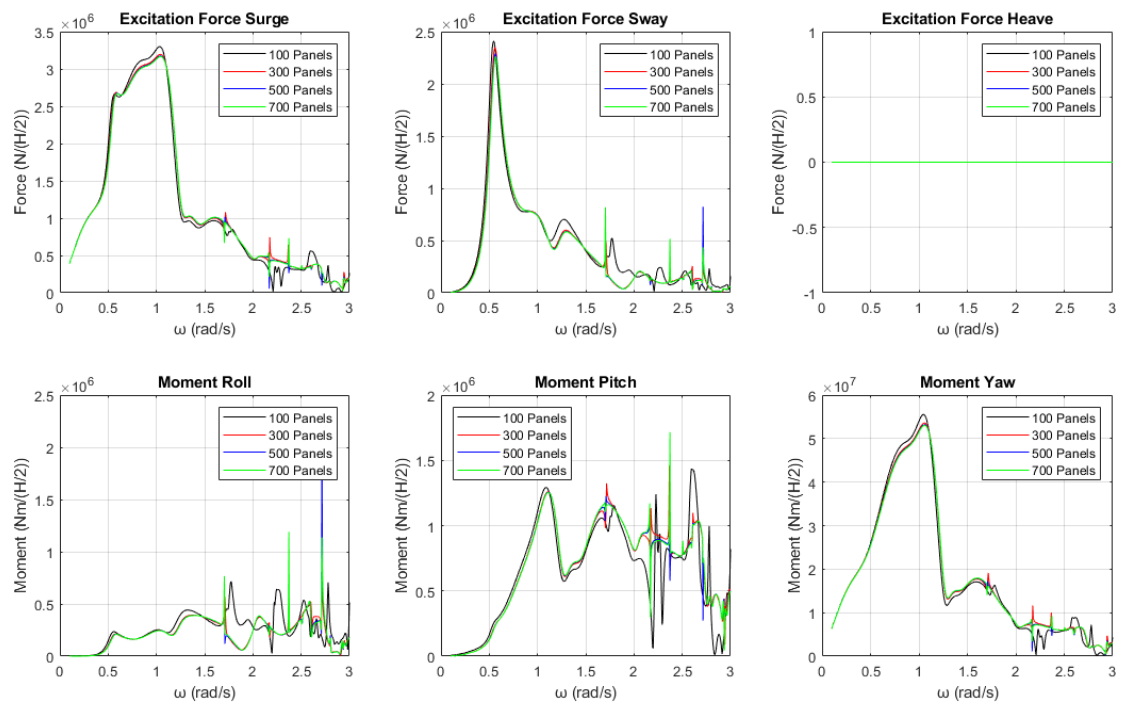 Excitation Force Surge
×10⁶
Force (N/(H/2))
3.5
3
2.5
2
1.5
1
0.5
0
0 0.5 1 1.5 2 2.5 3
ω (rad/s)
100 Panels
300 Panels
500 Panels
700 Panels
Excitation Force Sway
×10⁶
Force (N/(H/2))
2.5
2
1.5
1
0.5
0
0 0.5 1 1.5 2 2.5 3
ω (rad/s)
100 Panels
300 Panels
500 Panels
700 Panels
Excitation Force Heave
Force (N/(H/2))
1
0.5
0
-0.5
-1
0 0.5 1 1.5 2 2.5 3
ω (rad/s)
100 Panels
300 Panels
500 Panels
700 Panels
Moment Roll
×10⁶
Moment (Nm/(H/2))
2.5
2
1.5
1
0.5
0
0 0.5 1 1.5 2 2.5 3
ω (rad/s)
100 Panels
300 Panels
500 Panels
700 Panels
Moment Pitch
×10⁶
Moment (Nm/(H/2))
2
1.5
1
0.5
0
0 0.5 1 1.5 2 2.5 3
ω (rad/s)
100 Panels
300 Panels
500 Panels
700 Panels
Moment Yaw
×10⁷
Moment (Nm/(H/2))
6
5
4
3
2
1
0
0 0.5 1 1.5 2 2.5 3
ω (rad/s)
100 Panels
300 Panels
500 Panels
700 Panels